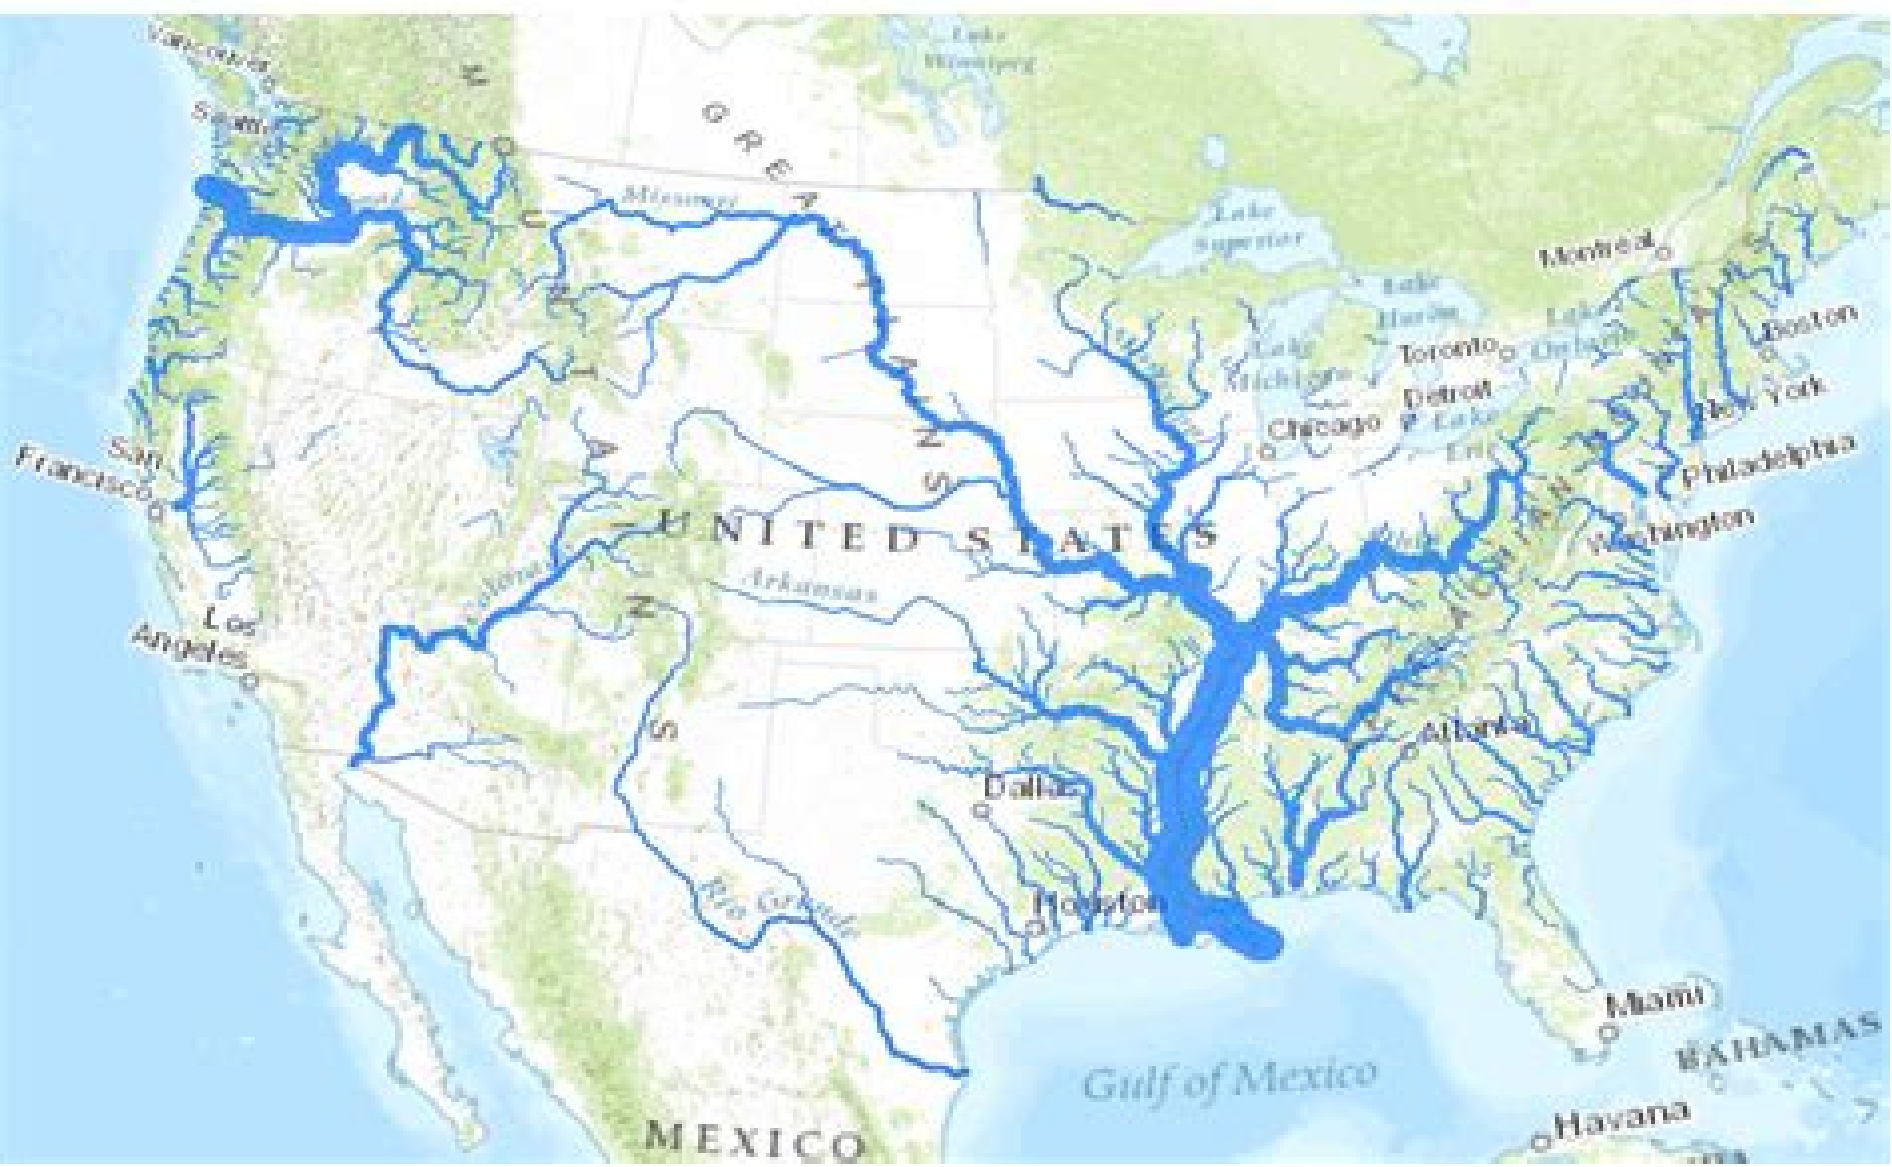 Vancouver
Lake
Winnipeg
Seattle
GREAT
Missouri
Lake
Superior
Montréal
Lake
Huron
Lake
Ontario
Toronto
Boston
Lake
Michigan
Detroit
New York
Chicago
Lake
Erie
San
Francisco
Philadelphia
PLAINS
UNITED STATES
Washington
Arkansas
Los
Angeles
Atlanta
Dallas
Houston
Rio Grande
Miami
BAHAMAS
Gulf of Mexico
Havana
MEXICO